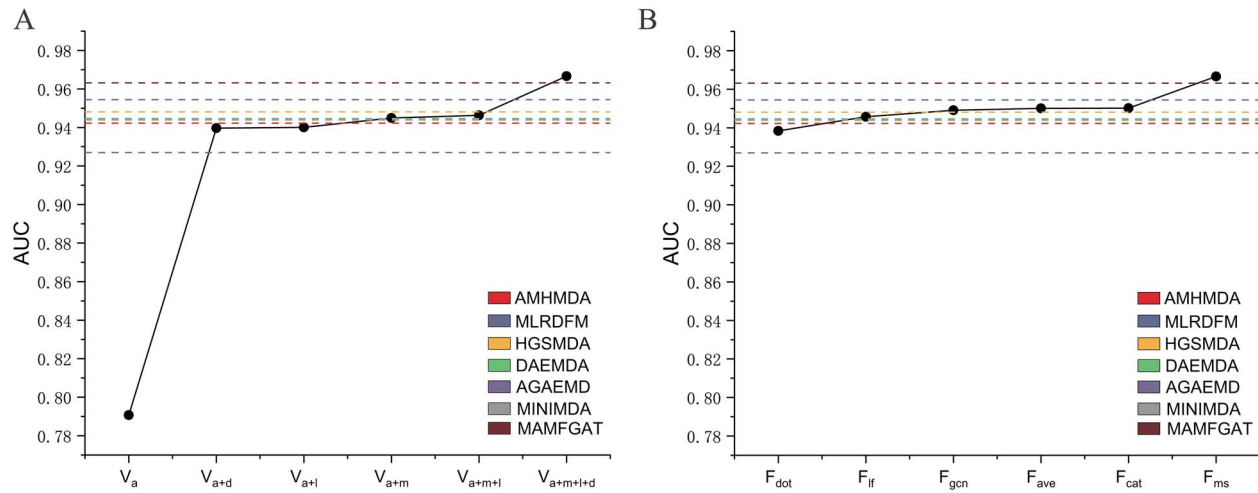 A
0.98
0.96
0.94
0.92
0.90
0.88
0.86
0.84
0.82
0.80
0.78
AUC
AMHMDA
MLRDFM
HGSMDA
DAEMDA
AGAEMD
MINIMDA
MAMFGAT
Va Va+d Va+l Va+m Va+m+l Va+m+l+d
B
0.98
0.96
0.94
0.92
0.90
0.88
0.86
0.84
0.82
0.80
0.78
AUC
AMHMDA
MLRDFM
HGSMDA
DAEMDA
AGAEMD
MINIMDA
MAMFGAT
Fdot Flf Fgcn Fave Fcat Fms